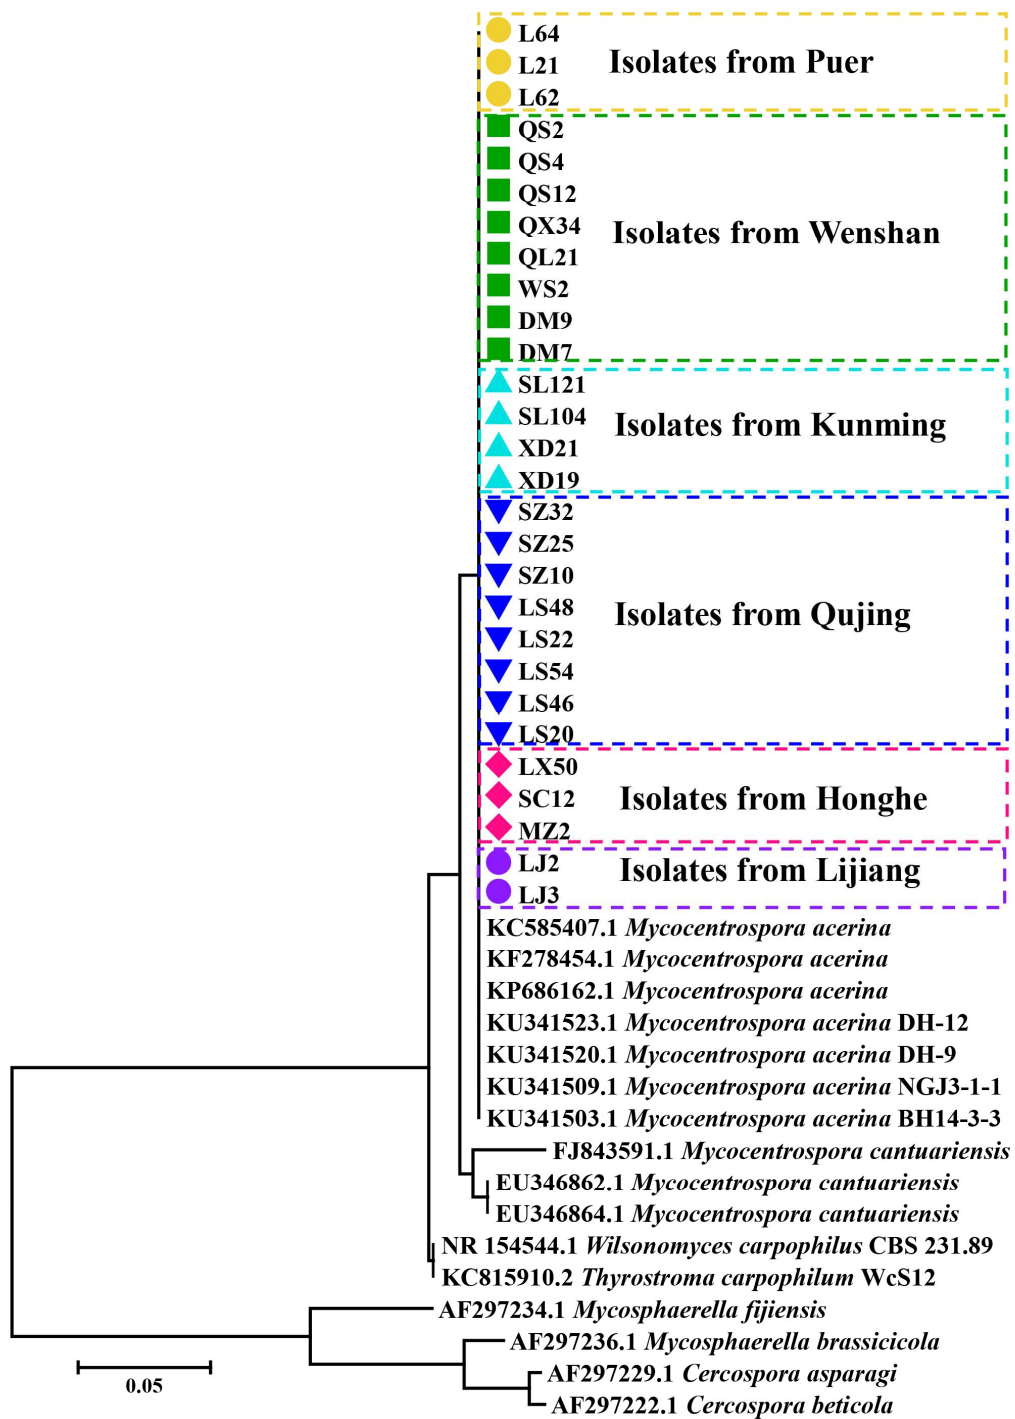 L64
L21
Isolates from Puer
L62
QS2
QS4
QS12
QX34
Isolates from Wenshan
QL21
WS2
DM9
DM7
SL121
SL104
Isolates from Kunming
XD21
XD19
SZ32
SZ25
SZ10
LS48
Isolates from Qujing
LS22
LS54
LS46
LS20
LX50
SC12
Isolates from Honghe
MZ2
LJ2
Isolates from Lijiang
LJ3
KC585407.1 Mycocentrospora acerina
KF278454.1 Mycocentrospora acerina
KP686162.1 Mycocentrospora acerina
KU341523.1 Mycocentrospora acerina DH-12
KU341520.1 Mycocentrospora acerina DH-9
KU341509.1 Mycocentrospora acerina NGJ3-1-1
KU341503.1 Mycocentrospora acerina BH14-3-3
FJ843591.1 Mycocentrospora cantuariensis
EU346862.1 Mycocentrospora cantuariensis
EU346864.1 Mycocentrospora cantuariensis
NR 154544.1 Wilsonomyces carpophilus CBS 231.89
KC815910.2 Thyrostroma carpophilum WcS12
AF297234.1 Mycosphaerella fijiensis
AF297236.1 Mycosphaerella brassicicola
AF297229.1 Cercospora asparagi
0.05
AF297222.1 Cercospora beticola